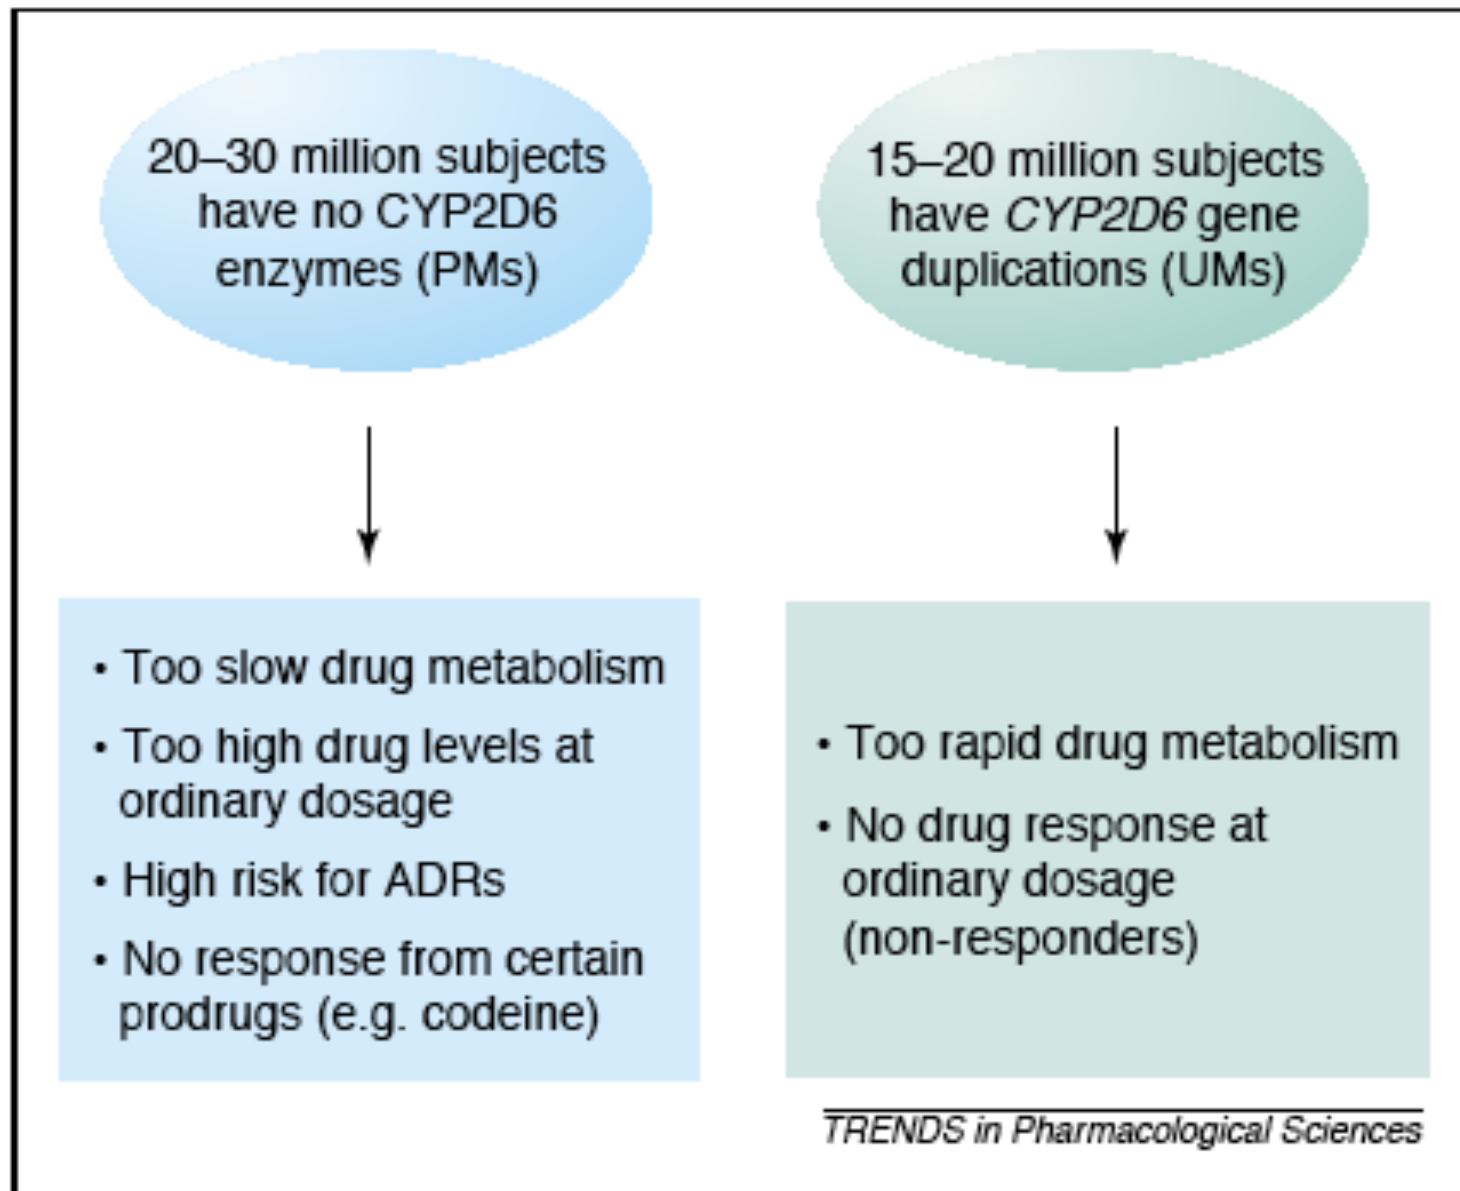 20–30 million subjects
have no CYP2D6
enzymes (PMs)
15–20 million subjects
have CYP2D6 gene
duplications (UMs)
• Too slow drug metabolism
• Too high drug levels at
ordinary dosage
• High risk for ADRs
• No response from certain
prodrugs (e.g. codeine)
• Too rapid drug metabolism
• No drug response at
ordinary dosage
(non-responders)
TRENDS in Pharmacological Sciences